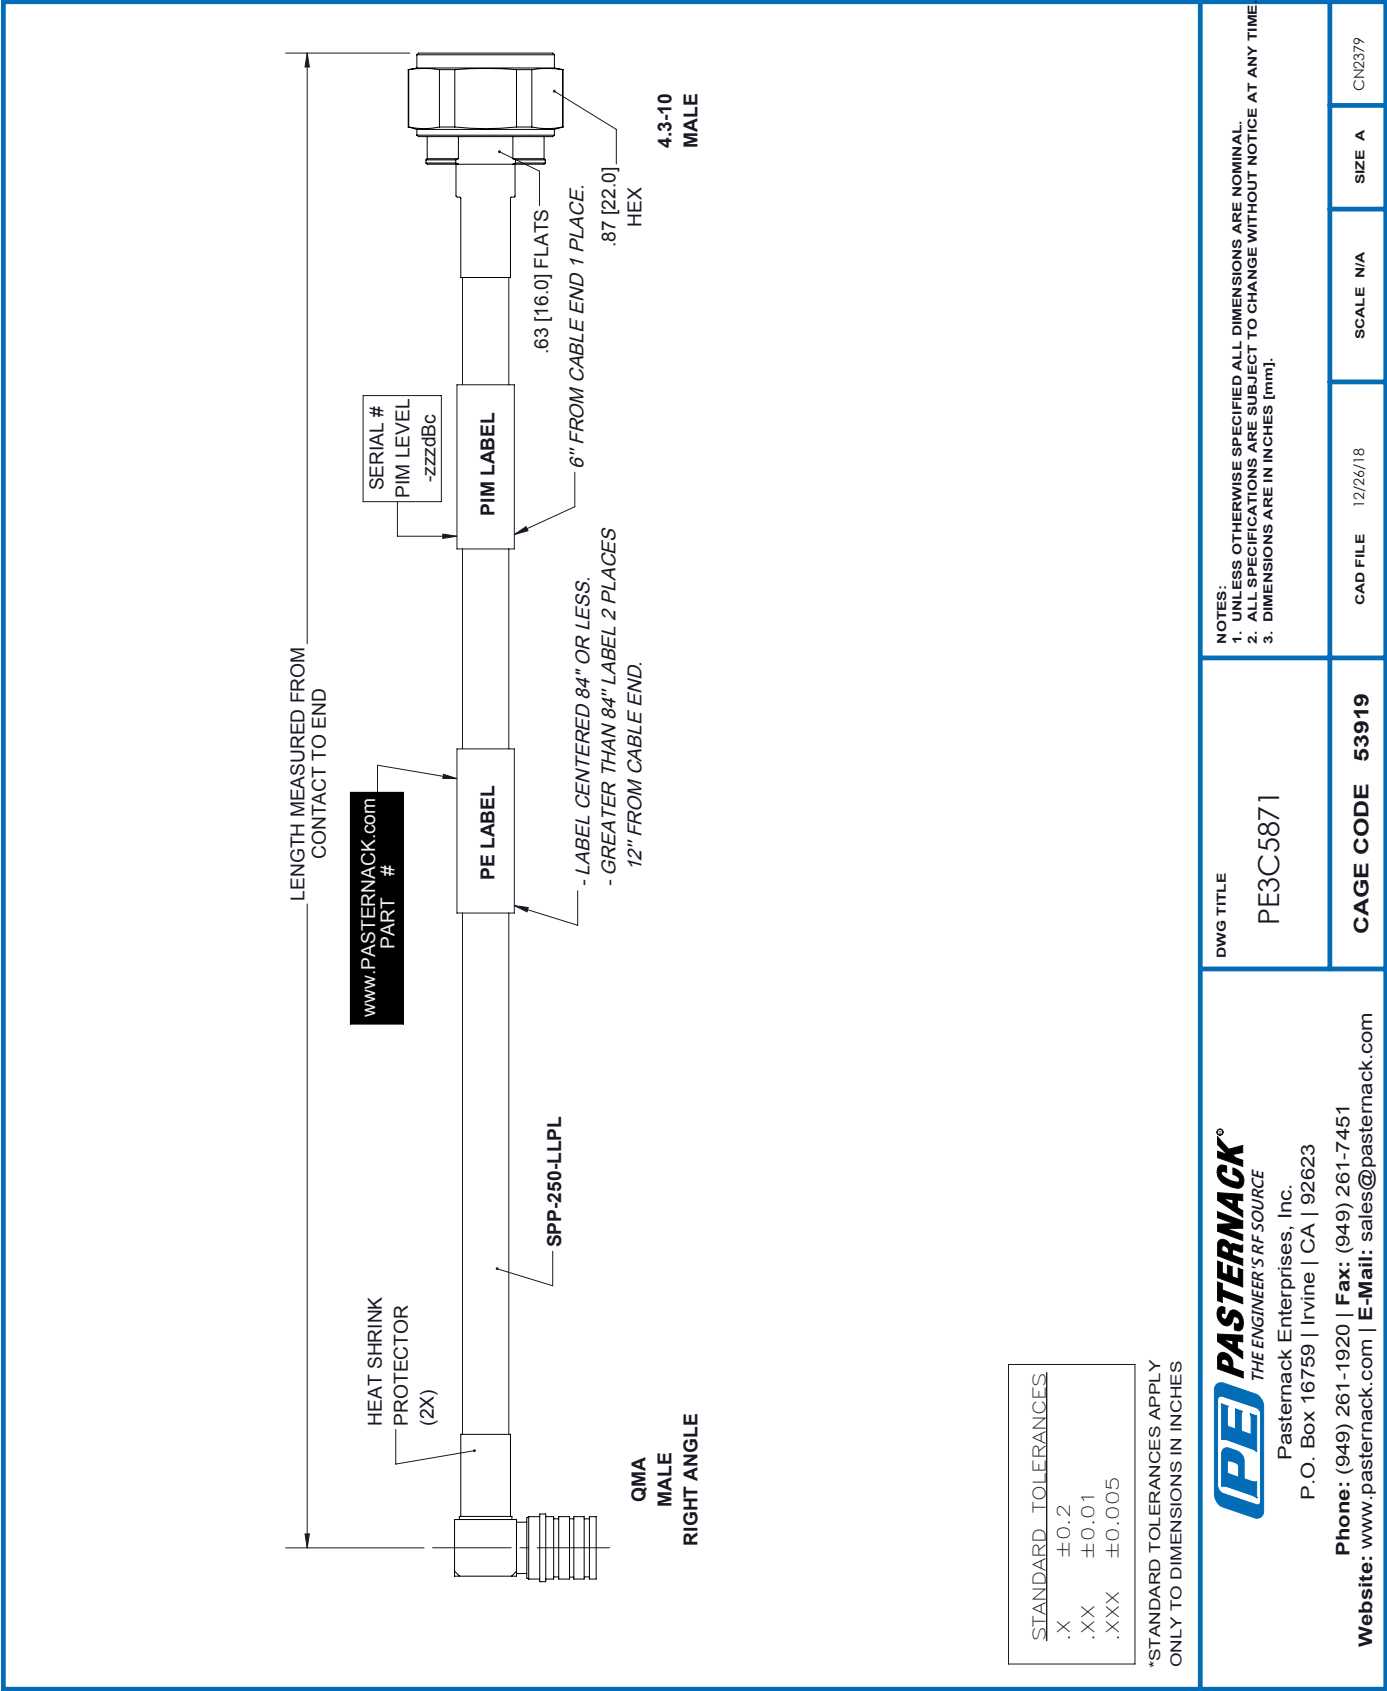 LENGTH MEASURED FROM
CONTACT TO END
HEAT SHRINK
PROTECTOR
(2X)
www.PASTERNACK.com
PART #
SERIAL #
PIM LEVEL
-zzzdBc
PE LABEL
PIM LABEL
SPP-250-LLPL
- LABEL CENTERED 84" OR LESS.
- GREATER THAN 84" LABEL 2 PLACES
12" FROM CABLE END.
6" FROM CABLE END 1 PLACE.
.63 [16.0] FLATS
.87 [22.0]
HEX
QMA
MALE
RIGHT ANGLE
4.3-10
MALE
STANDARD TOLERANCES
.X ±0.2
.XX ±0.01
.XXX ±0.005
*STANDARD TOLERANCES APPLY
ONLY TO DIMENSIONS IN INCHES
PE PASTERNACK®
THE ENGINEER'S RF SOURCE
Pasternack Enterprises, Inc.
P.O. Box 16759 | Irvine | CA | 92623
Phone: (949) 261-1920 | Fax: (949) 261-7451
Website: www.pasternack.com | E-Mail: sales@pasternack.com
DWG TITLE
PE3C5871
CAGE CODE 53919
NOTES:
1. UNLESS OTHERWISE SPECIFIED ALL DIMENSIONS ARE NOMINAL.
2. ALL SPECIFICATIONS ARE SUBJECT TO CHANGE WITHOUT NOTICE AT ANY TIME.
3. DIMENSIONS ARE IN INCHES [mm].
CAD FILE 12/26/18
SCALE N/A
SIZE A
CN2379